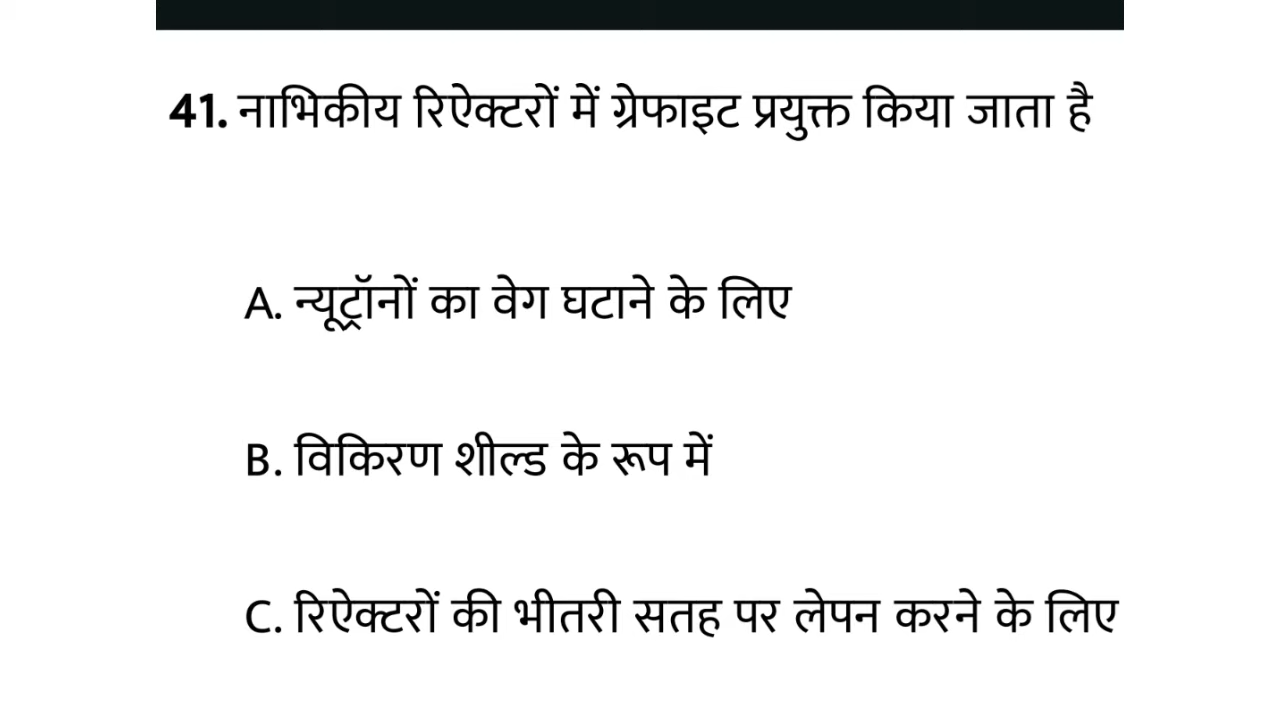 41. नाभिकीय रिऐक्टरों में ग्रेफाइट प्रयुक्त किया जाता है
A. न्यूट्रॉनों का वेग घटाने के लिए
B. विकिरण शील्ड के रूप में
C. रिऐक्टरों की भीतरी सतह पर लेपन करने के लिए